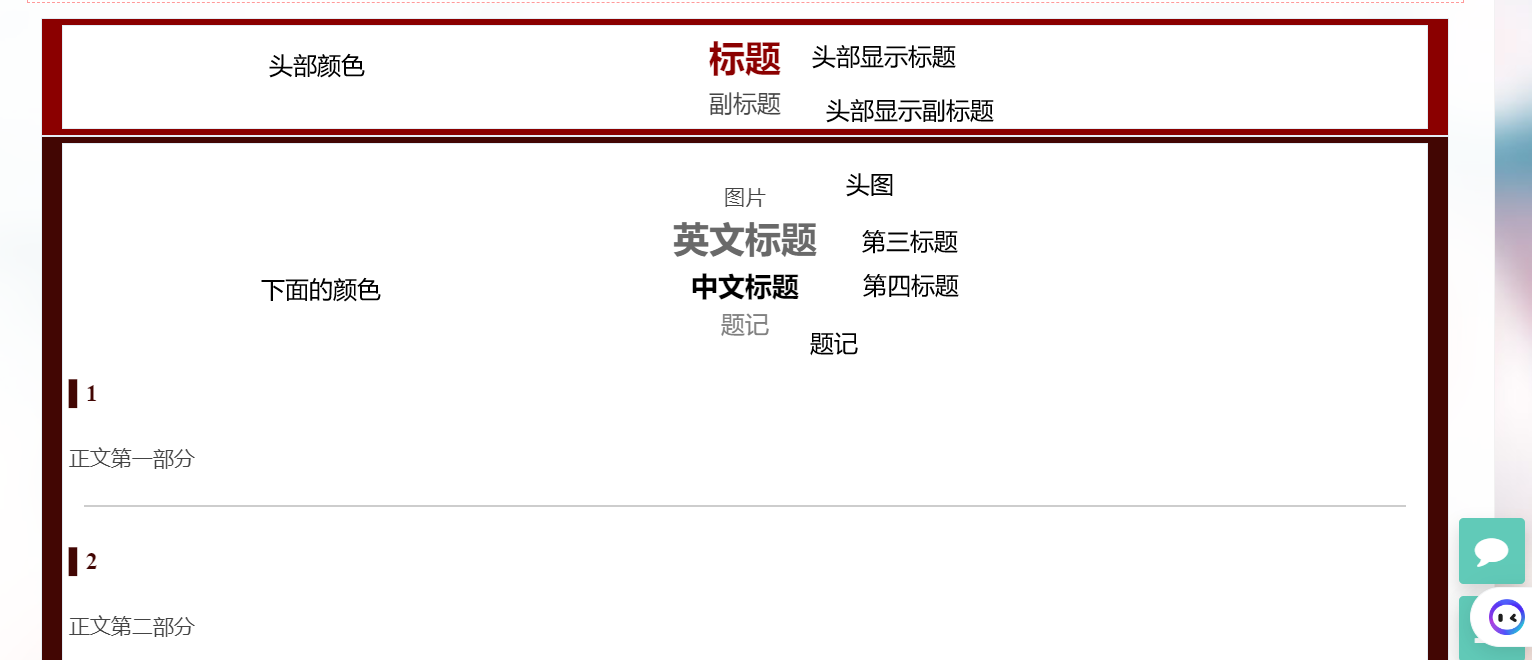 头部颜色
标题 头部显示标题
副标题 头部显示副标题
图片 头图
英文标题 第三标题
下面的颜色 中文标题 第四标题
题记 题记
1
正文第一部分
2
正文第二部分